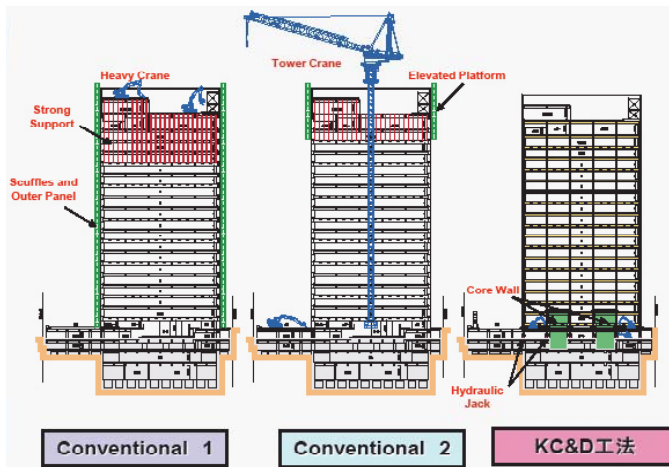 Heavy Crane
Strong
Support
Scuffles and
Outer Panel
Tower Crane
Elevated Platform
Core Wall
Hydraulic
Jack
Conventional 1
Conventional 2
KC&D工法